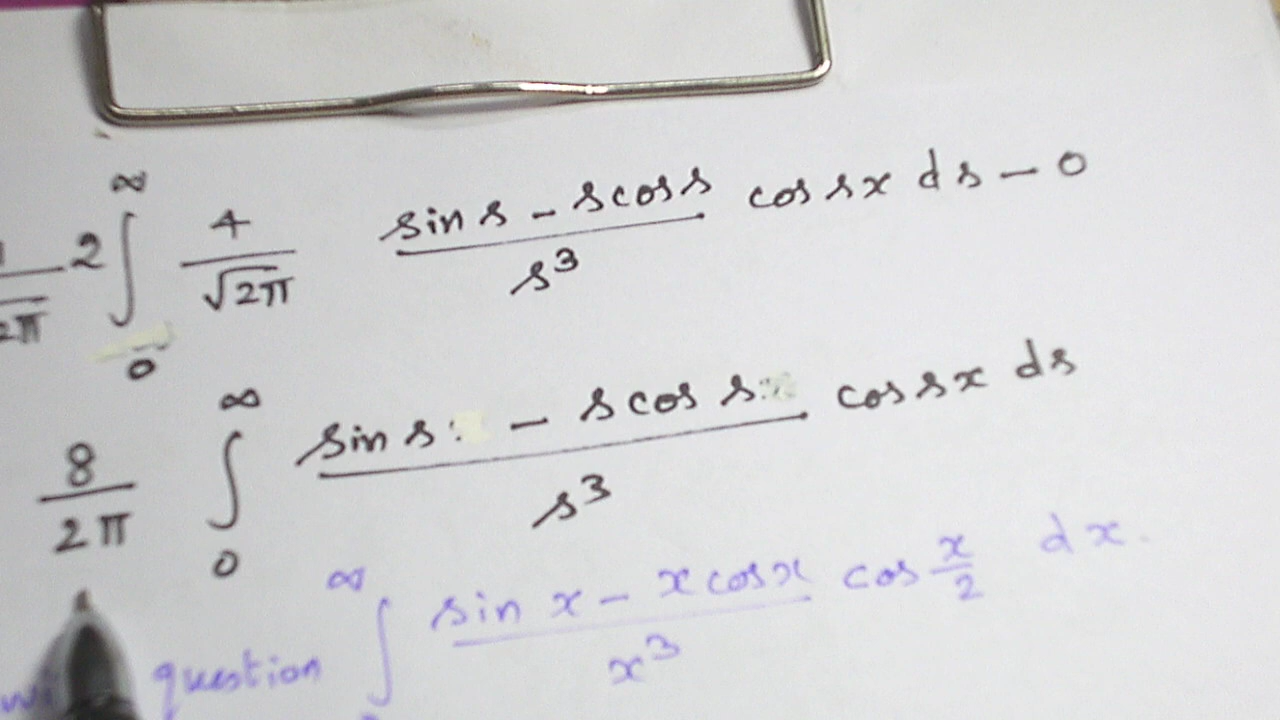 1/√2π 2 ∫₀^∞ 4/√2π (sin s - s cos s)/s³ cos sx ds - 0
8/2π ∫₀^∞ (sin s - s cos s)/s³ cos sx ds
question ∫^∞ (sin x - x cos x)/x³ cos x/2 dx.